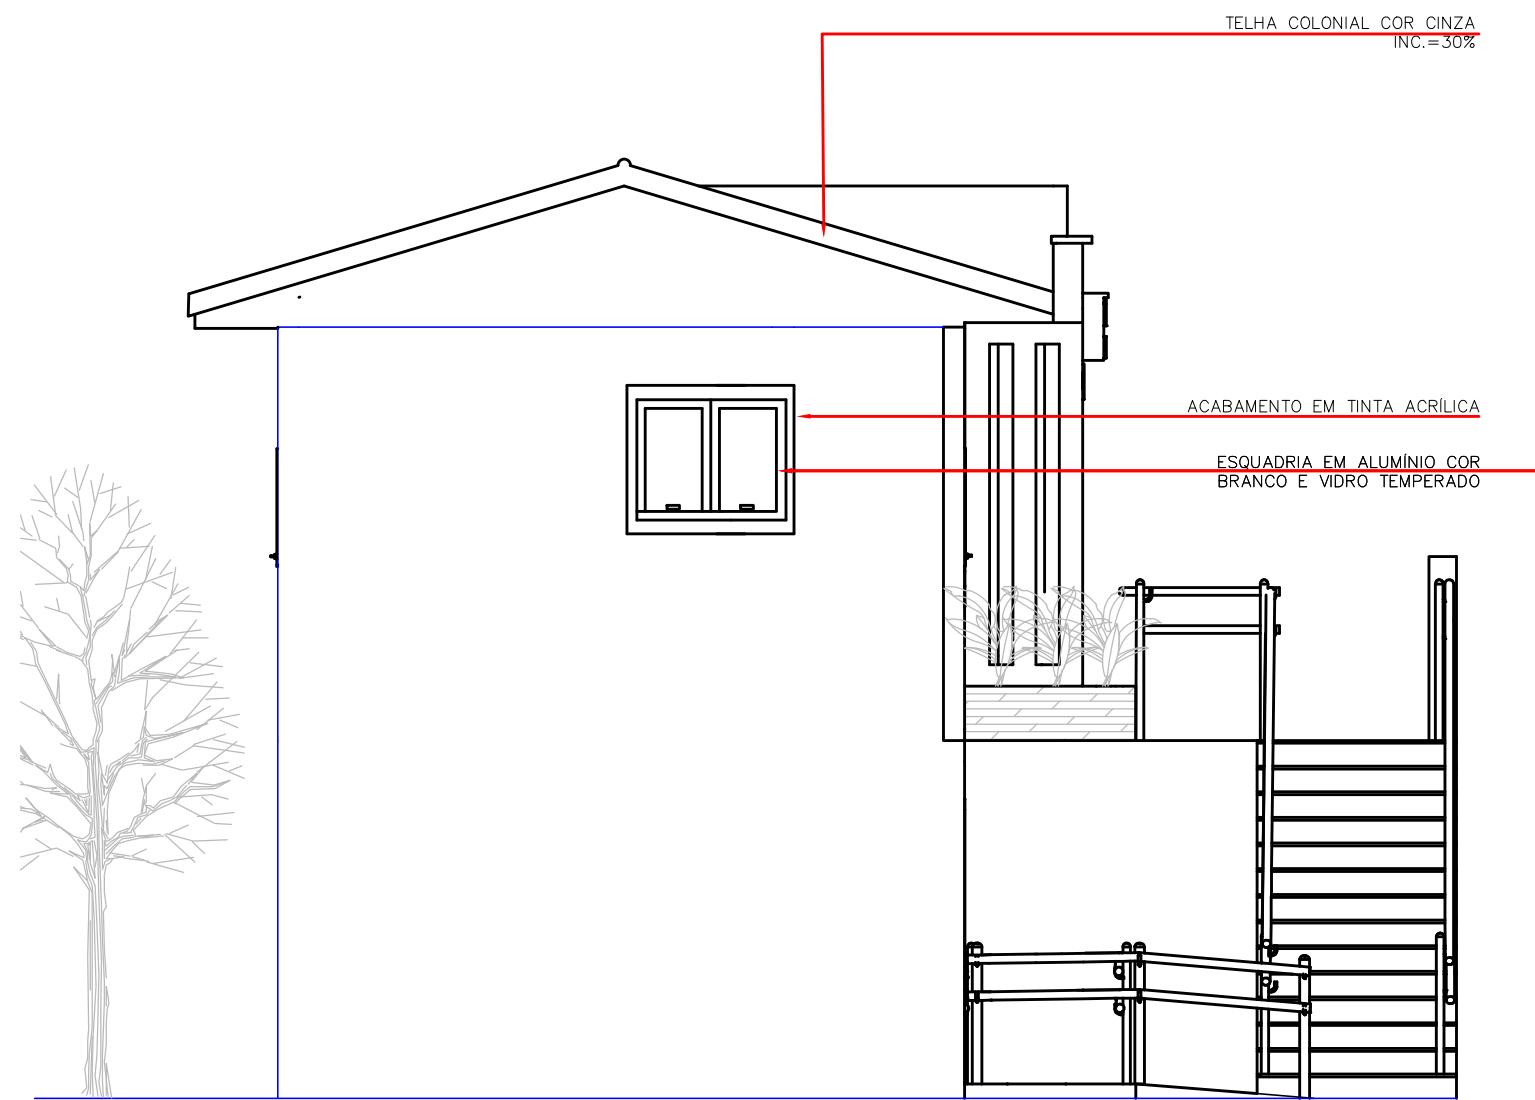 TELHA COLONIAL COR CINZA
INC.=30%
ACABAMENTO EM TINTA ACRÍLICA
ESQUADRIA EM ALUMÍNIO COR
BRANCO E VIDRO TEMPERADO